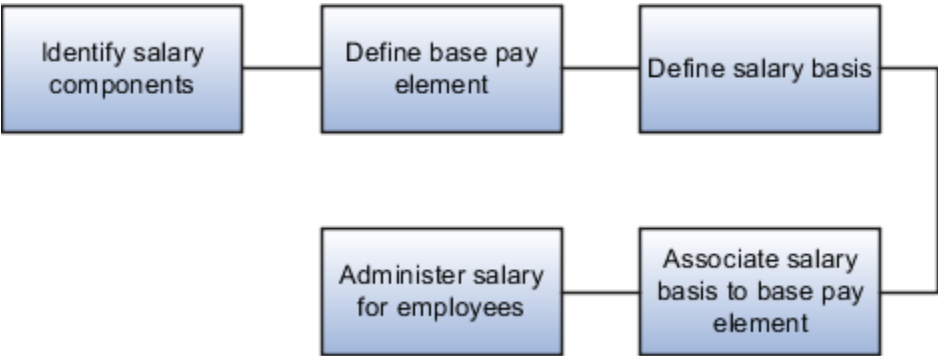 Identify salary
components
Define base pay
element
Define salary basis
Associate salary
basis to base pay
element
Administer salary
for employees